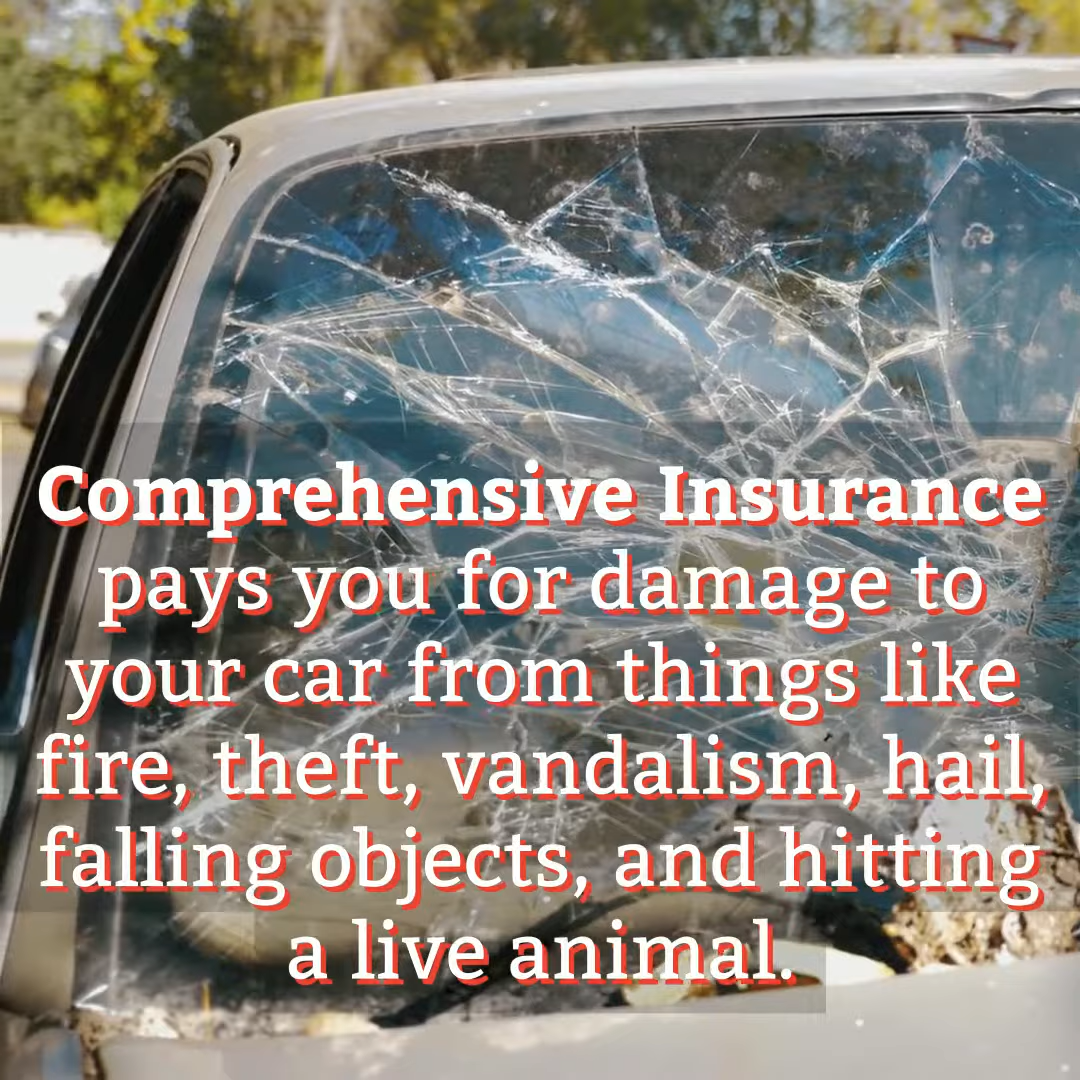 Comprehensive Insurance
pays you for damage to
your car from things like
fire, theft, vandalism, hail,
falling objects, and hitting
a live animal.